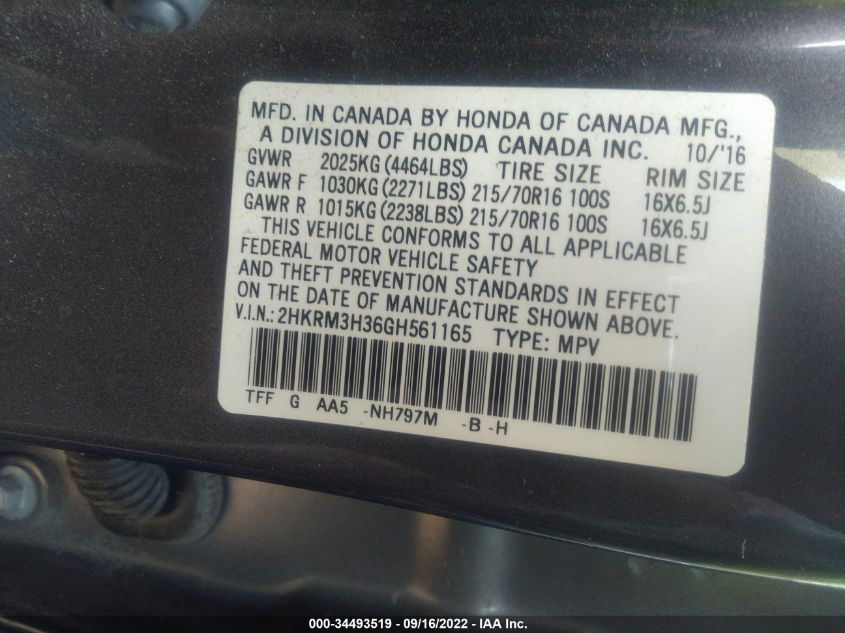 MFD. IN CANADA BY HONDA OF CANADA MFG.,
A DIVISION OF HONDA CANADA INC. 10/'16
GVWR 2025KG (4464LBS) TIRE SIZE RIM SIZE
GAWR F 1030KG (2271LBS) 215/70R16 100S 16X6.5J
GAWR R 1015KG (2238LBS) 215/70R16 100S 16X6.5J
THIS VEHICLE CONFORMS TO ALL APPLICABLE
FEDERAL MOTOR VEHICLE SAFETY
AND THEFT PREVENTION STANDARDS IN EFFECT
ON THE DATE OF MANUFACTURE SHOWN ABOVE.
V.I.N.: 2HKRM3H36GH561165 TYPE: MPV
TFF G AA5 -NH797M -B -H
000-34493519 - 09/16/2022 - IAA Inc.